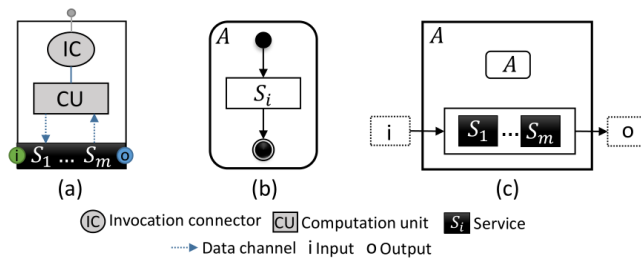 IC
CU
i S₁ ... Sₘ o
(a)
A
Sᵢ
(b)
A
A
i S₁ ... Sₘ o
(c)
IC Invocation connector CU Computation unit Sᵢ Service
Data channel i Input o Output